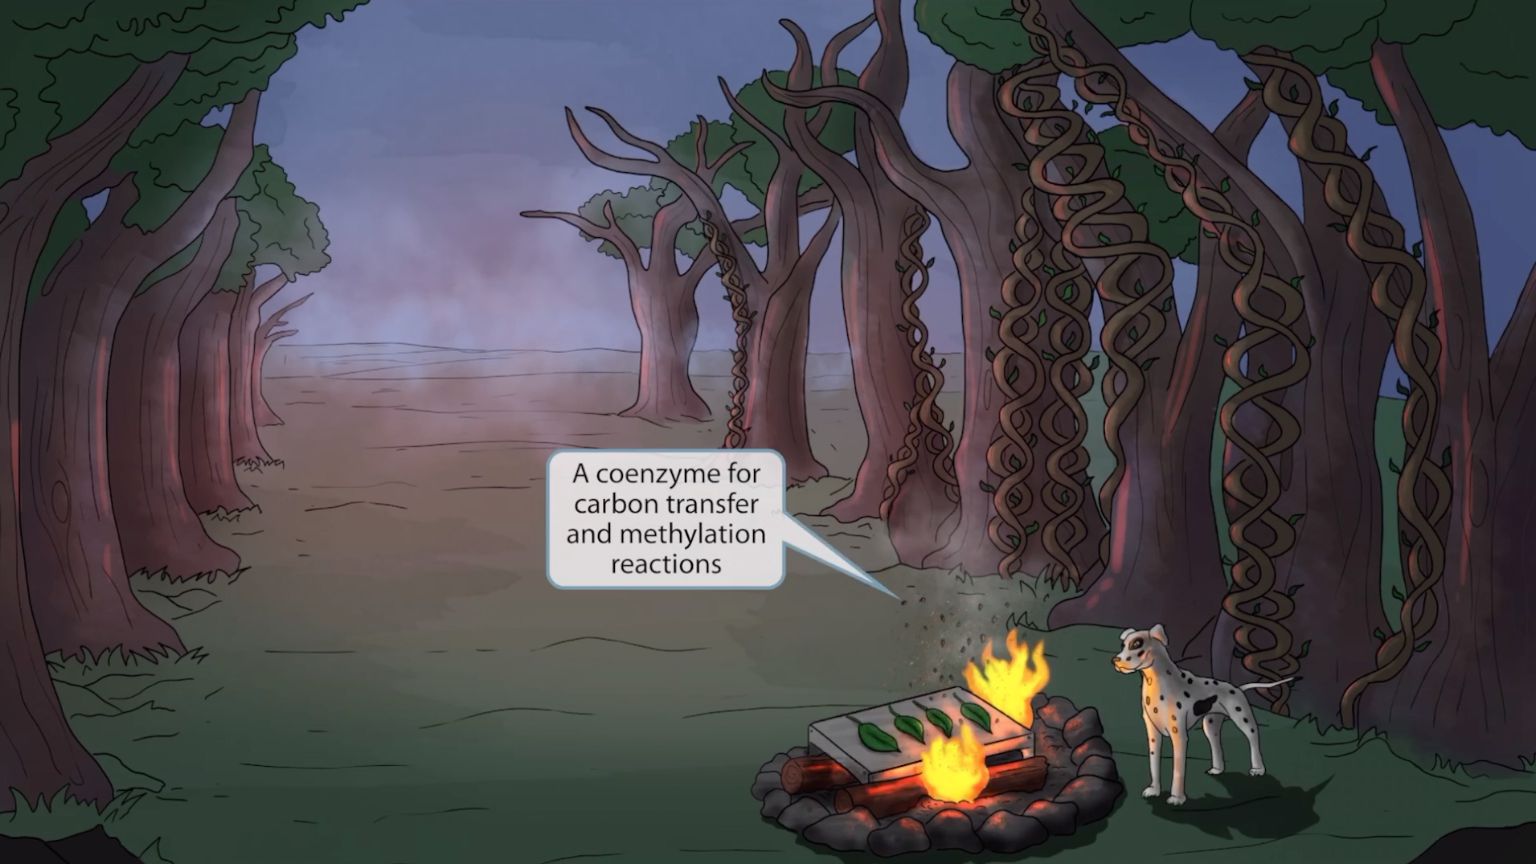 A coenzyme for
carbon transfer
and methylation
reactions